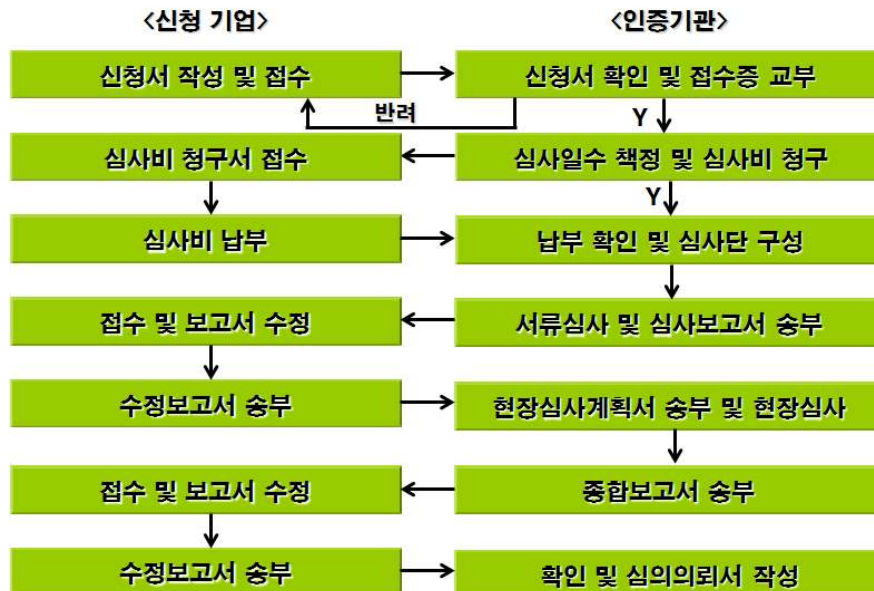 <신청 기업>
<인증기관>
신청서 작성 및 접수
신청서 확인 및 접수증 교부
반려
Y
심사비 청구서 접수
심사일수 책정 및 심사비 청구
Y
심사비 납부
납부 확인 및 심사단 구성
접수 및 보고서 수정
서류심사 및 심사보고서 송부
수정보고서 송부
현장심사계획서 송부 및 현장심사
접수 및 보고서 수정
종합보고서 송부
수정보고서 송부
확인 및 심의의뢰서 작성